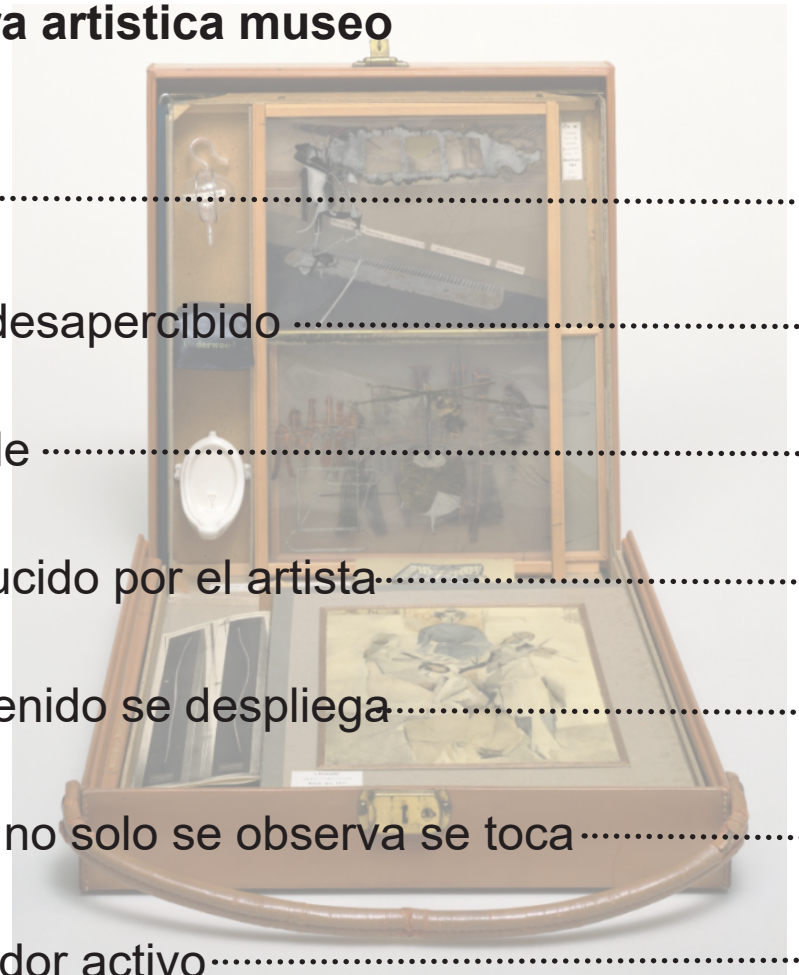 a artistica museo
desapercibido
le
ucido por el artista
enido se despliega
no solo se observa se toca
dor activo